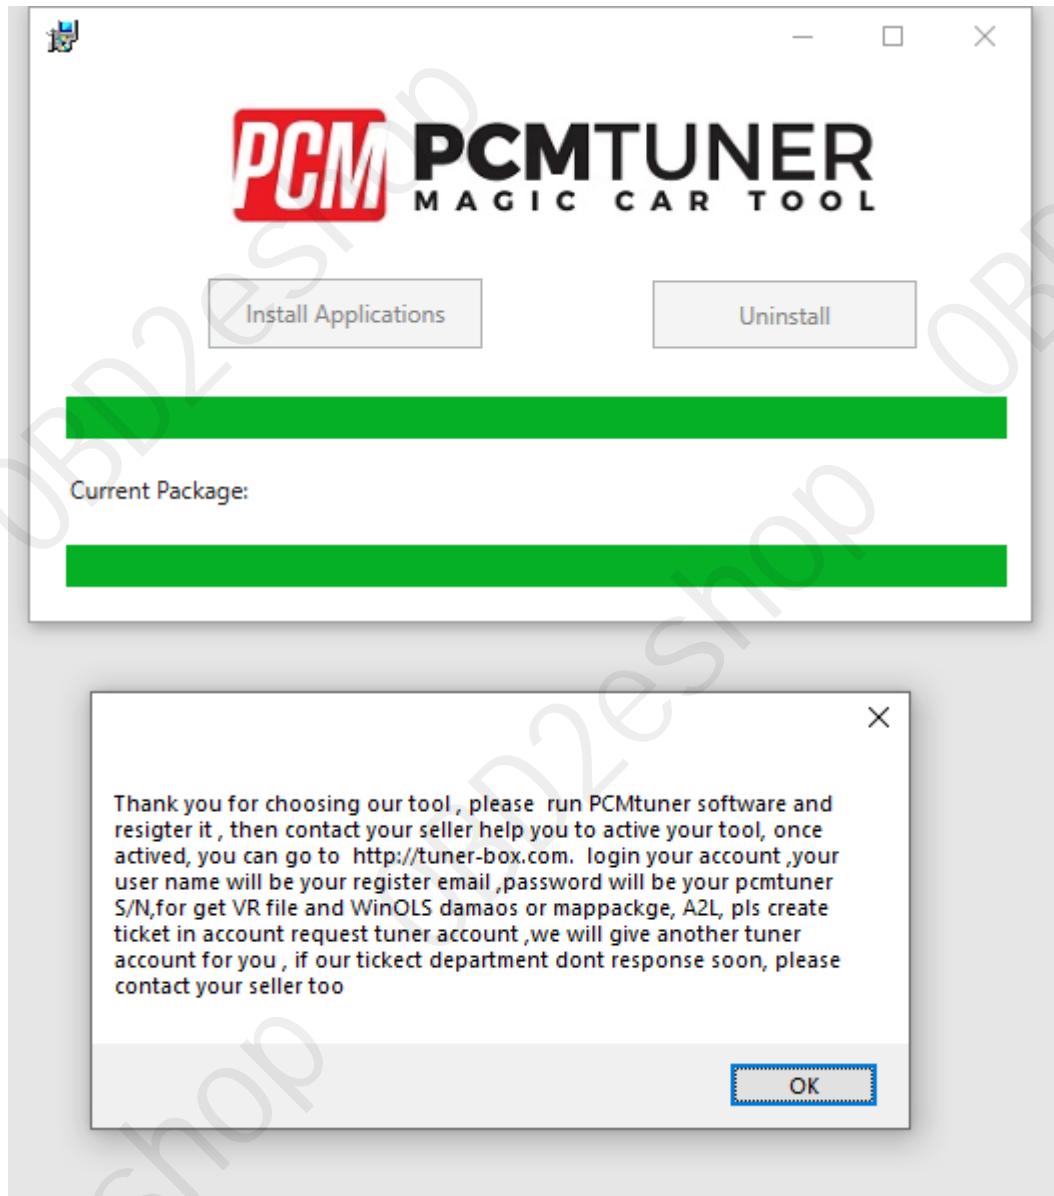 PCM PCMTUNER
MAGIC CAR TOOL
Install Applications Uninstall
Current Package:
Thank you for choosing our tool , please  run PCMtuner software and
resigter it , then contact your seller help you to active your tool, once
actived, you can go to  http://tuner-box.com.  login your account ,your
user name will be your register email ,password will be your pcmtuner
S/N,for get VR file and WinOLS damaos or mappackge, A2L, pls create
ticket in account request tuner account ,we will give another tuner
account for you , if our tickect department dont response soon, please
contact your seller too
OK
OBD2eshop
OBD2eshop
OB
shop